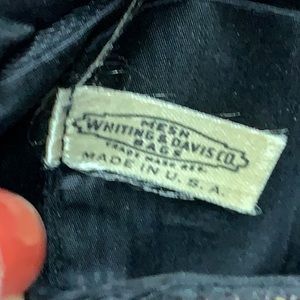 MESH
WHITING & DAVIS CO.
BAGS
TRADE MARK REG.
MADE IN U.S.A.